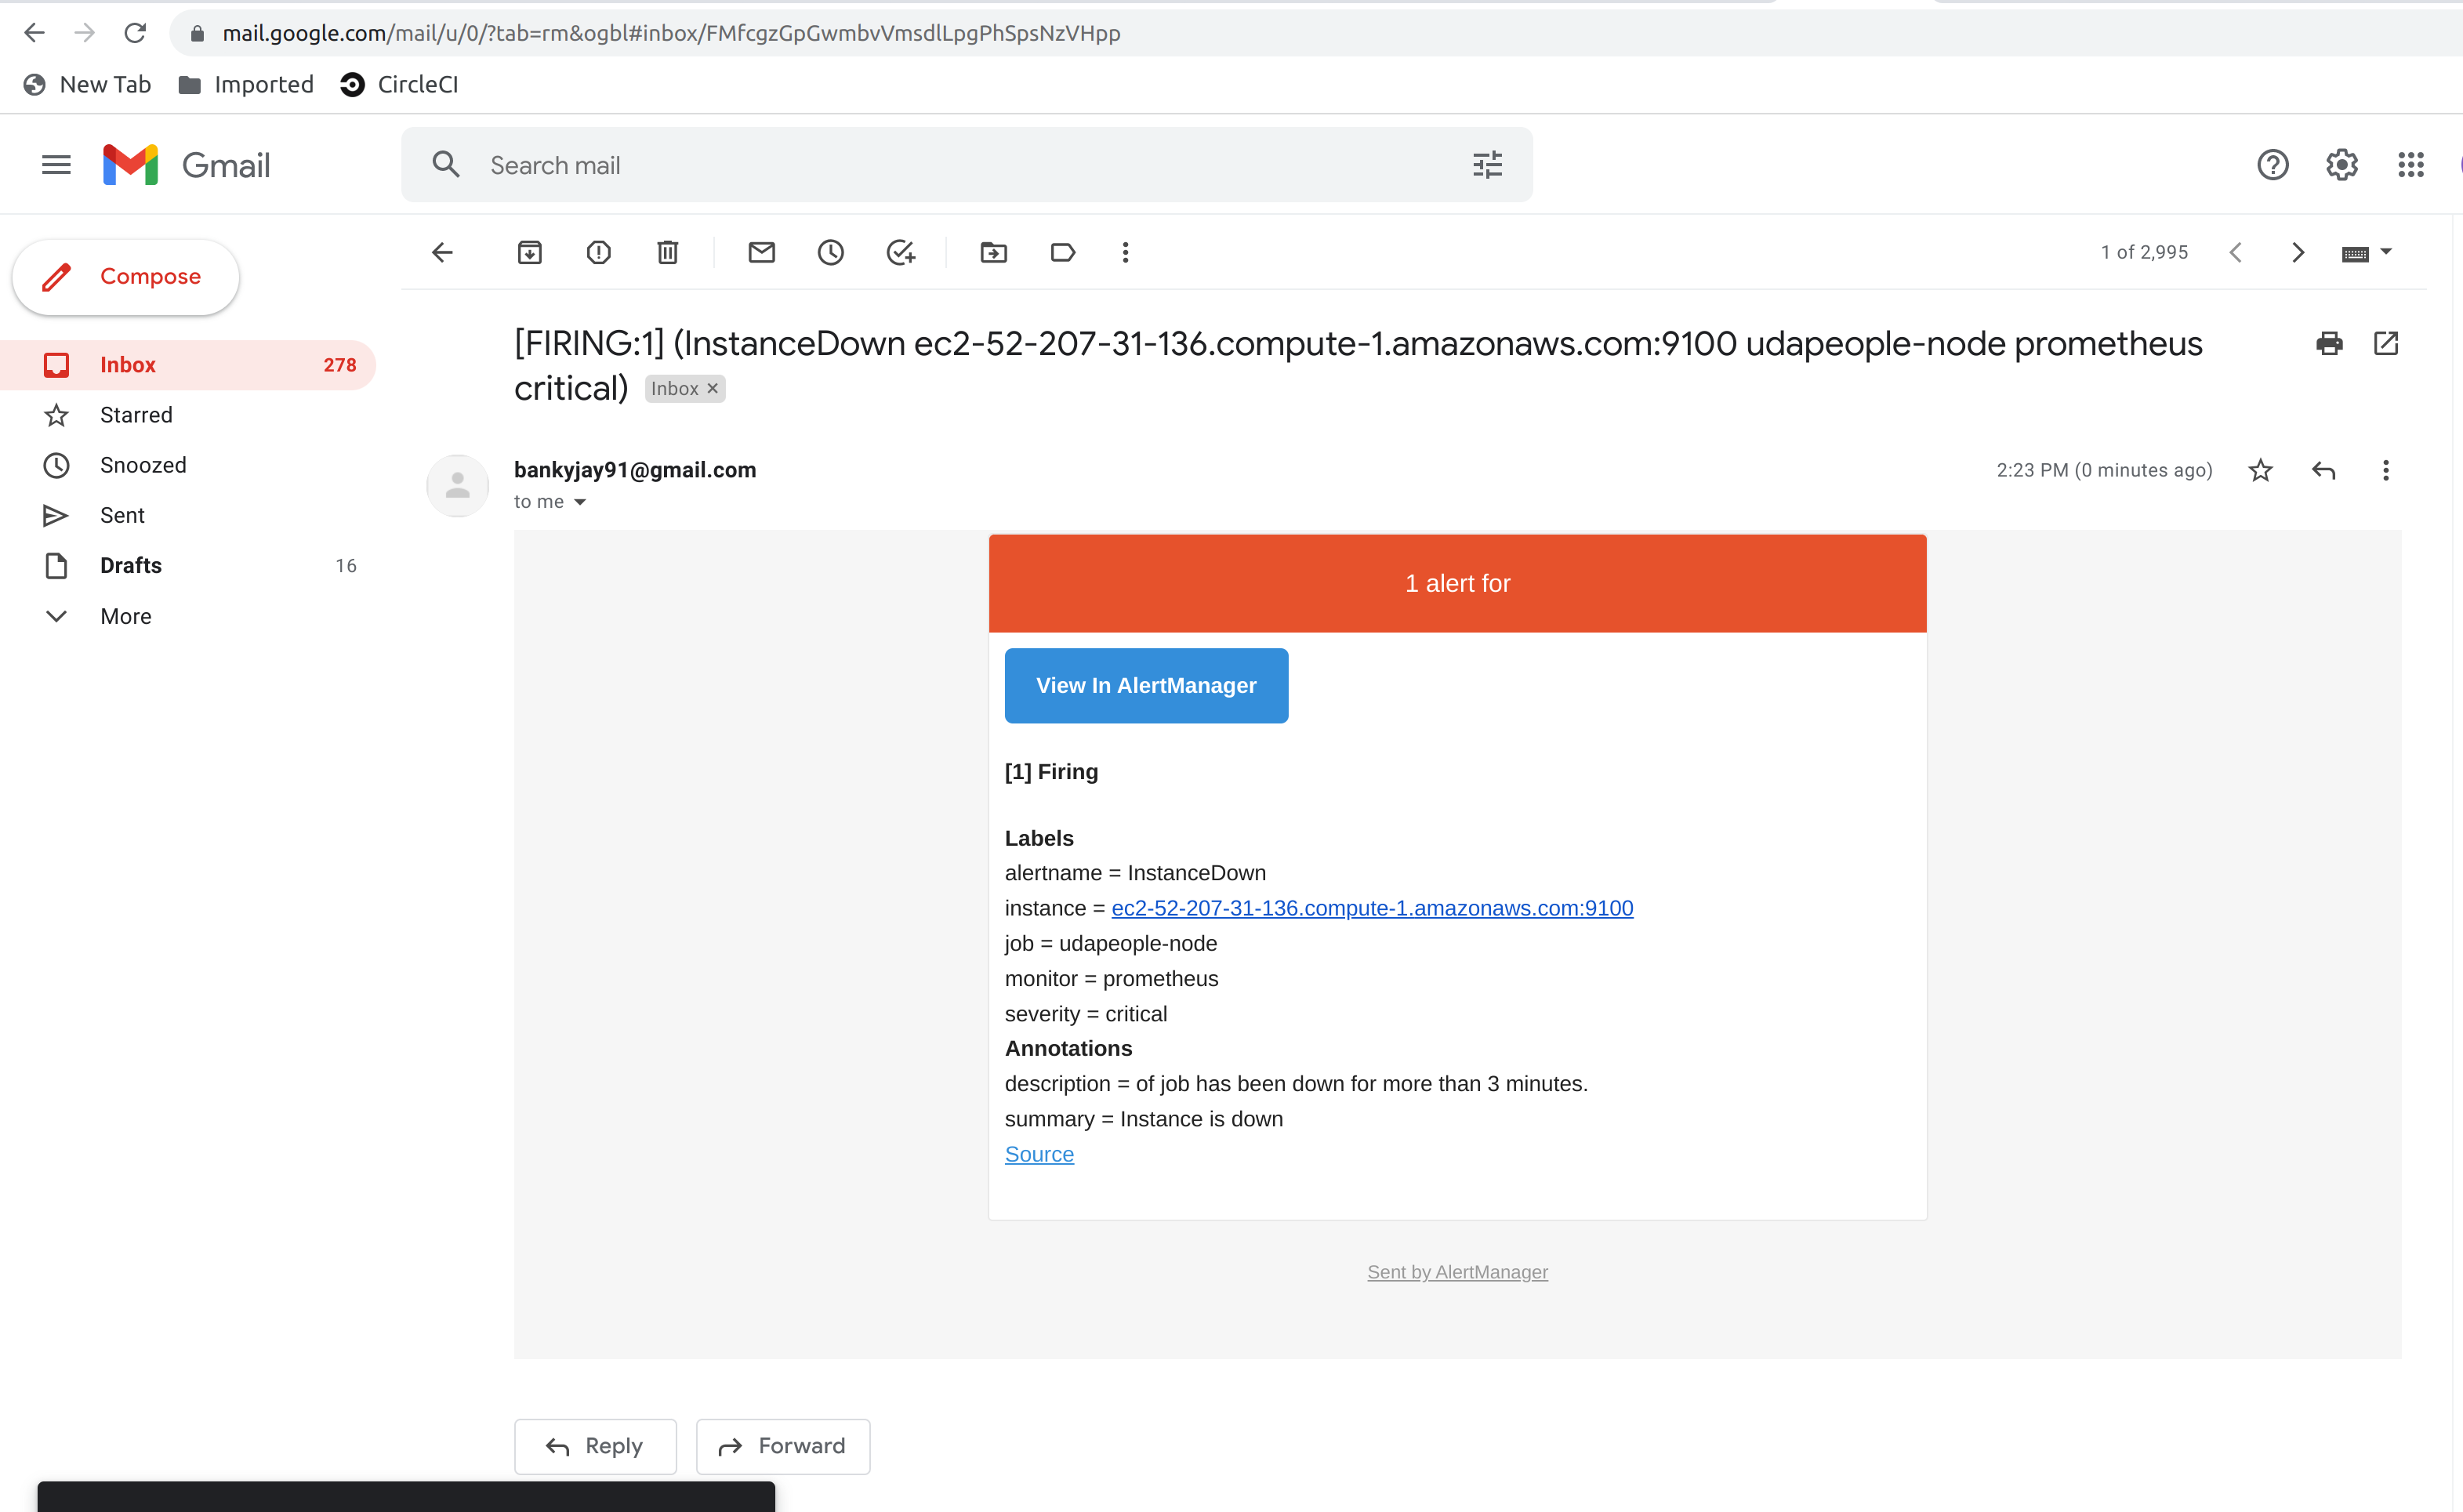 mail.google.com/mail/u/0/?tab=rm&ogbl#inbox/FMfcgzGpGwmbvVmsdlLpgPhSpsNzVHpp
New Tab Imported CircleCI
Gmail Search mail
1 of 2,995
Compose
[FIRING:1] (InstanceDown ec2-52-207-31-136.compute-1.amazonaws.com:9100 udapeople-node prometheus
critical) Inbox ×
Inbox 278
Starred
Snoozed
Sent
Drafts 16
More
bankyjay91@gmail.com 2:23 PM (0 minutes ago)
to me
1 alert for
View In AlertManager
[1] Firing
Labels
alertname = InstanceDown
instance = ec2-52-207-31-136.compute-1.amazonaws.com:9100
job = udapeople-node
monitor = prometheus
severity = critical
Annotations
description = of job has been down for more than 3 minutes.
summary = Instance is down
Source
Sent by AlertManager
Reply Forward